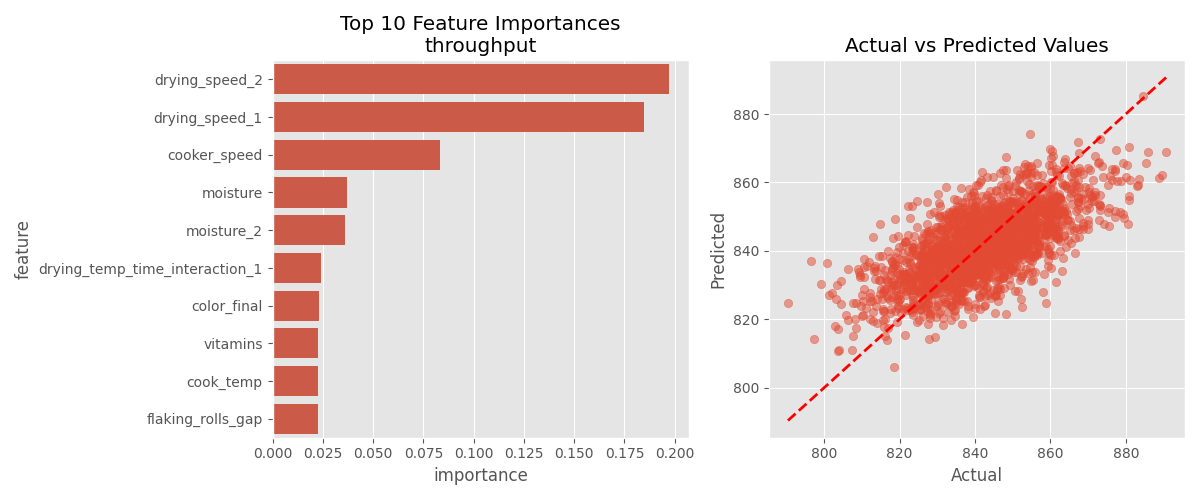 Top 10 Feature Importances
throughput
feature
drying_speed_2
drying_speed_1
cooker_speed
moisture
moisture_2
drying_temp_time_interaction_1
color_final
vitamins
cook_temp
flaking_rolls_gap
0.000 0.025 0.050 0.075 0.100 0.125 0.150 0.175 0.200
importance
Actual vs Predicted Values
Predicted
880
860
840
820
800
800 820 840 860 880
Actual